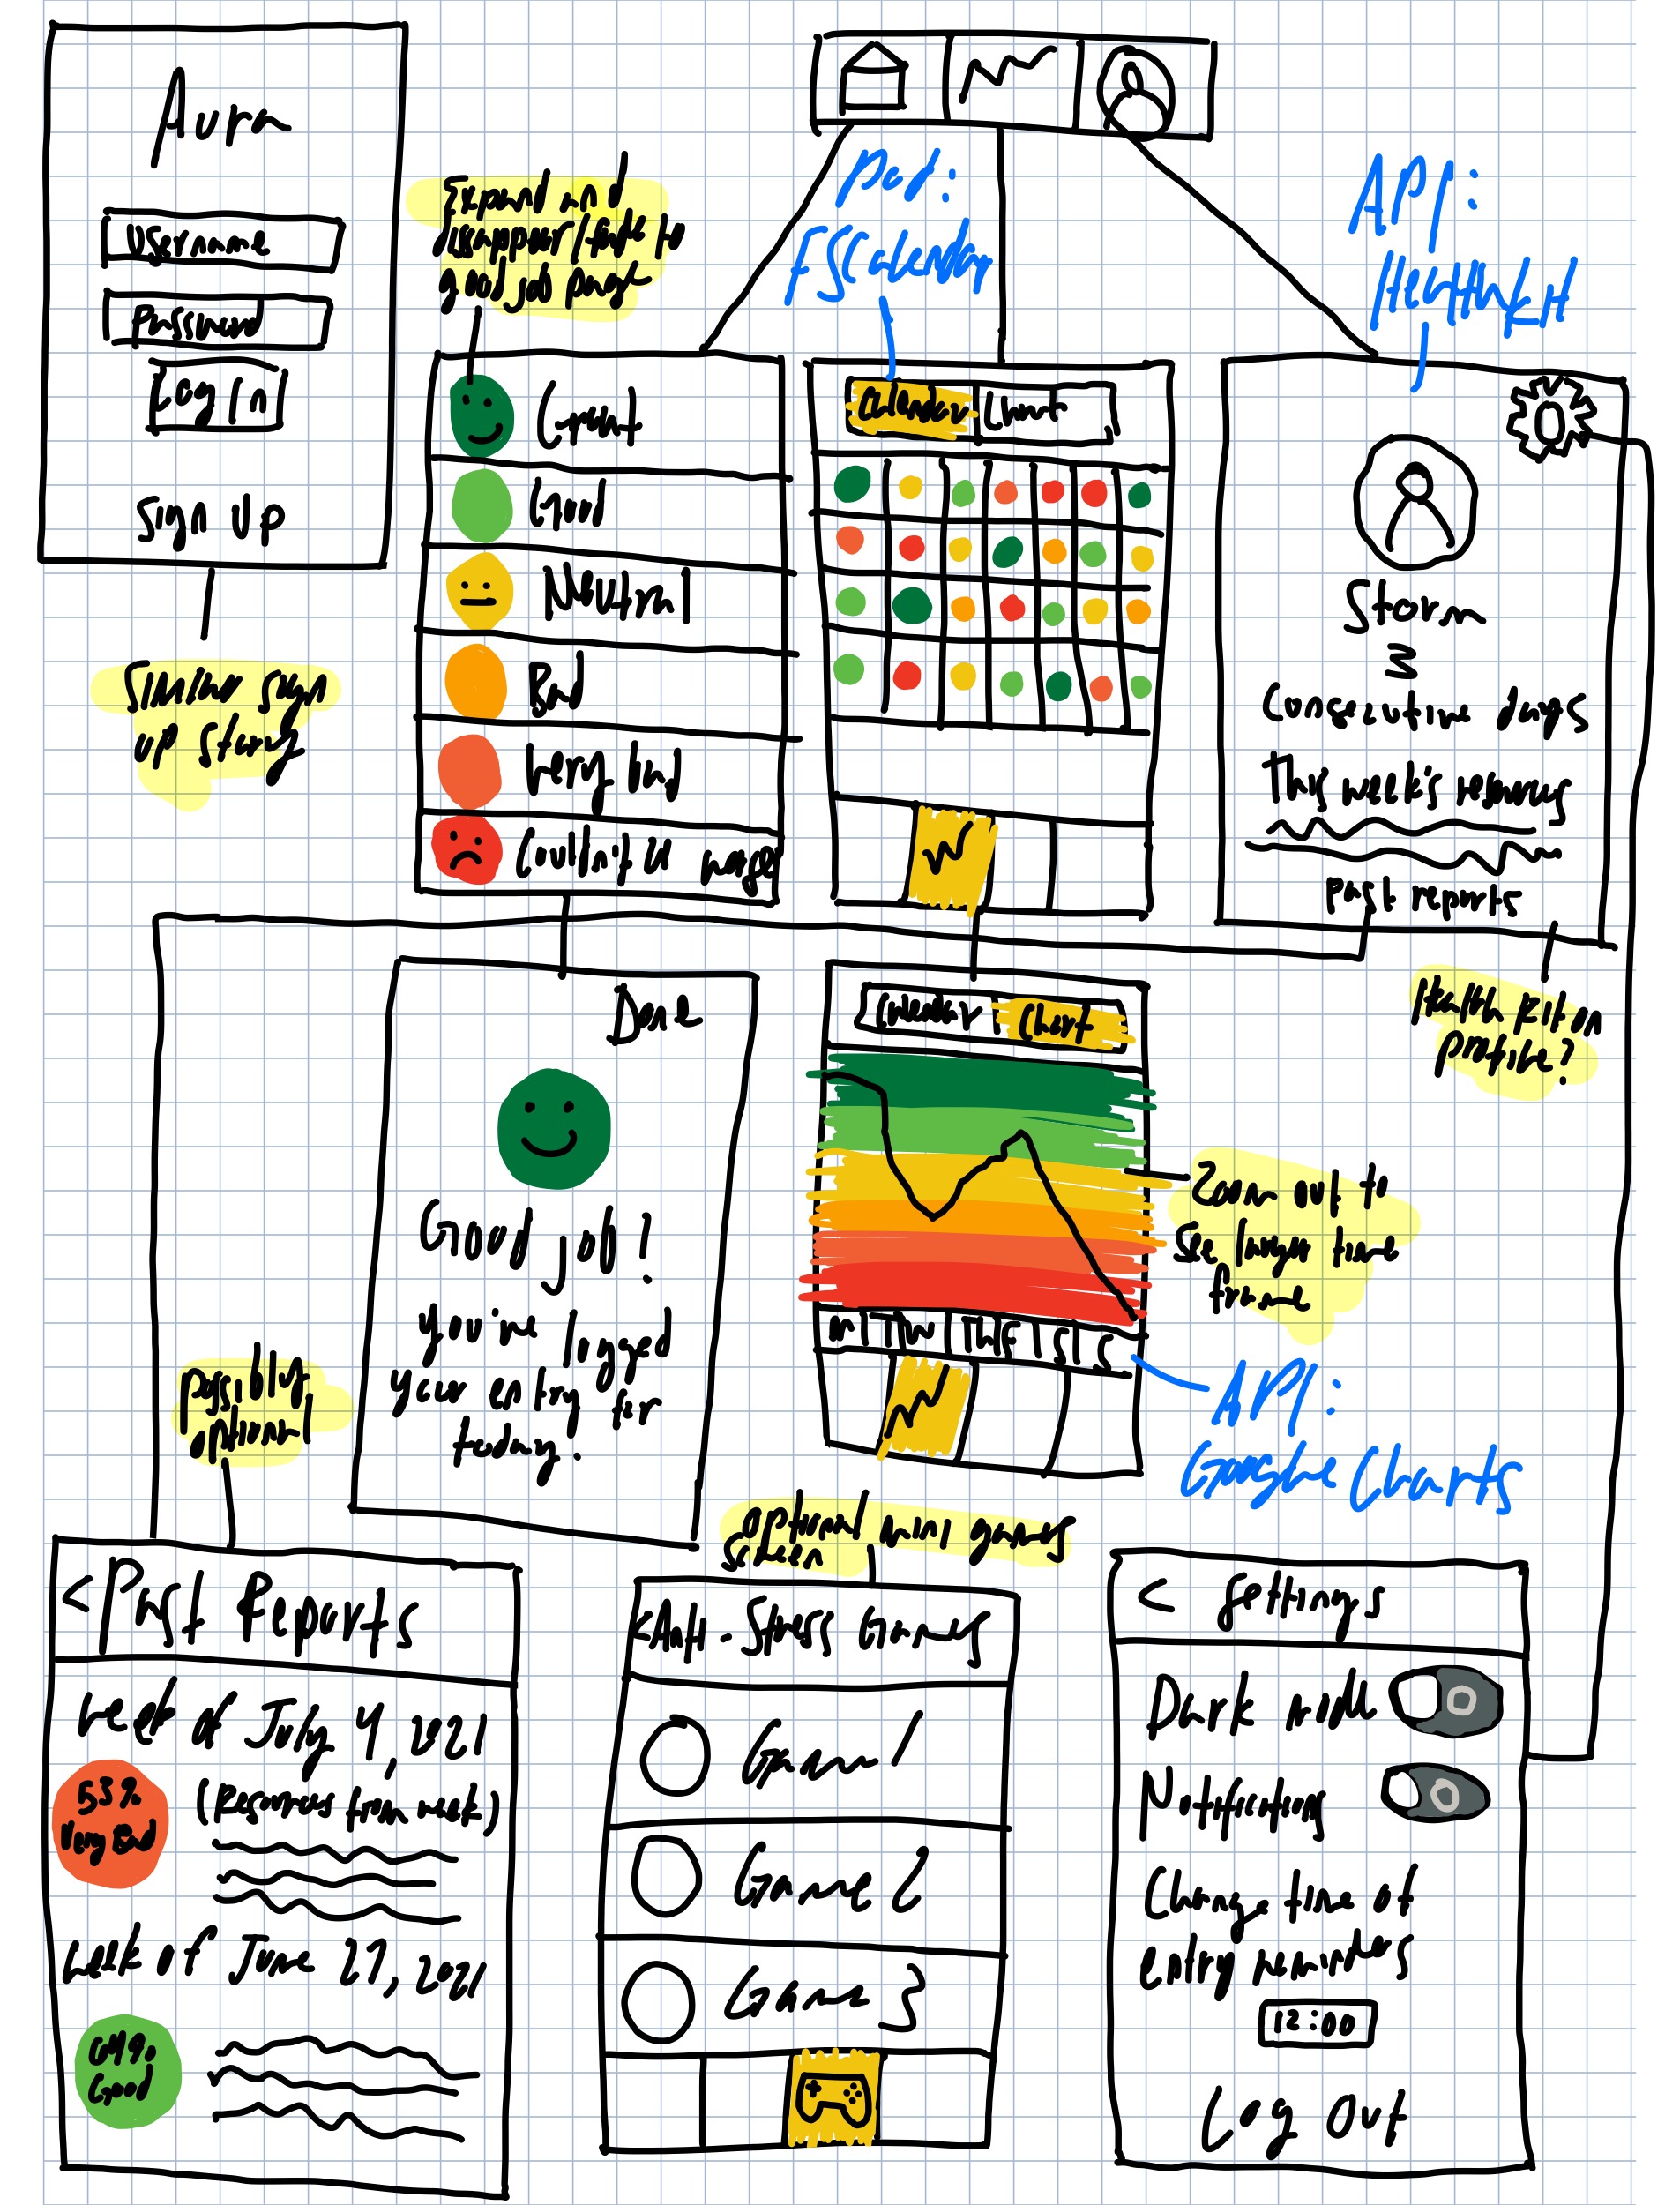 Aura
Username
Password
Log In
Sign Up
Similar sign
up story
Expand and
disappear/fade to
good job page
Pod:
FSCalendar
API:
HealthKit
Great
Good
Neutral
Bad
Very bad
Couldn't be worse
Calendar
Chart
Storm
3
Consecutive days
This week's resources
past reports
Health Kit on
profile?
Done
Good job!
you've logged
your entry for
today!
Calendar
Chart
M T W TH F S S
Zoom out to
see larger time
frame
API:
Google Charts
possibly
optional
< Past Reports
Week of July 4, 2021
53%
Very Bad
(Resources from week)
Week of June 27, 2021
64%
Good
optional mini games
screen
< Anti-Stress Games
Game 1
Game 2
Game 3
< Settings
Dark mode
Notifications
Change time of
entry reminders
12:00
Log Out